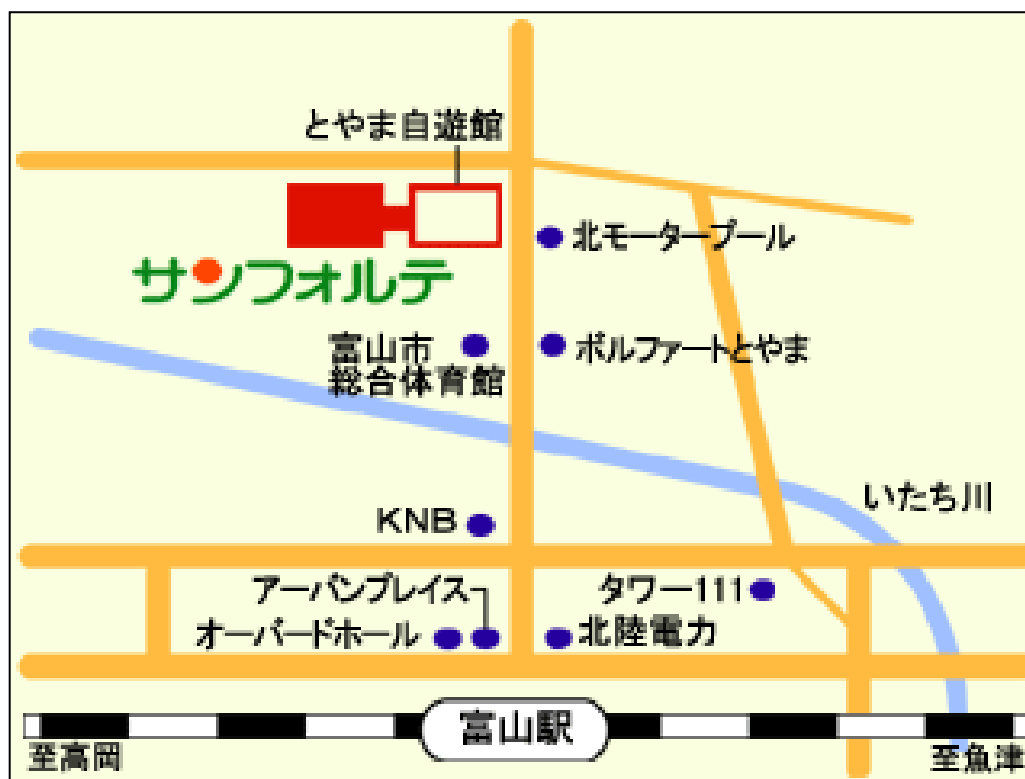 とやま自遊館
北モータープール
サンフォルテ
富山市
総合体育館
ボルファートとやま
いたち川
KNB
アーバンプレイス
タワー111
オーバードホール
北陸電力
富山駅
至高岡
至魚津